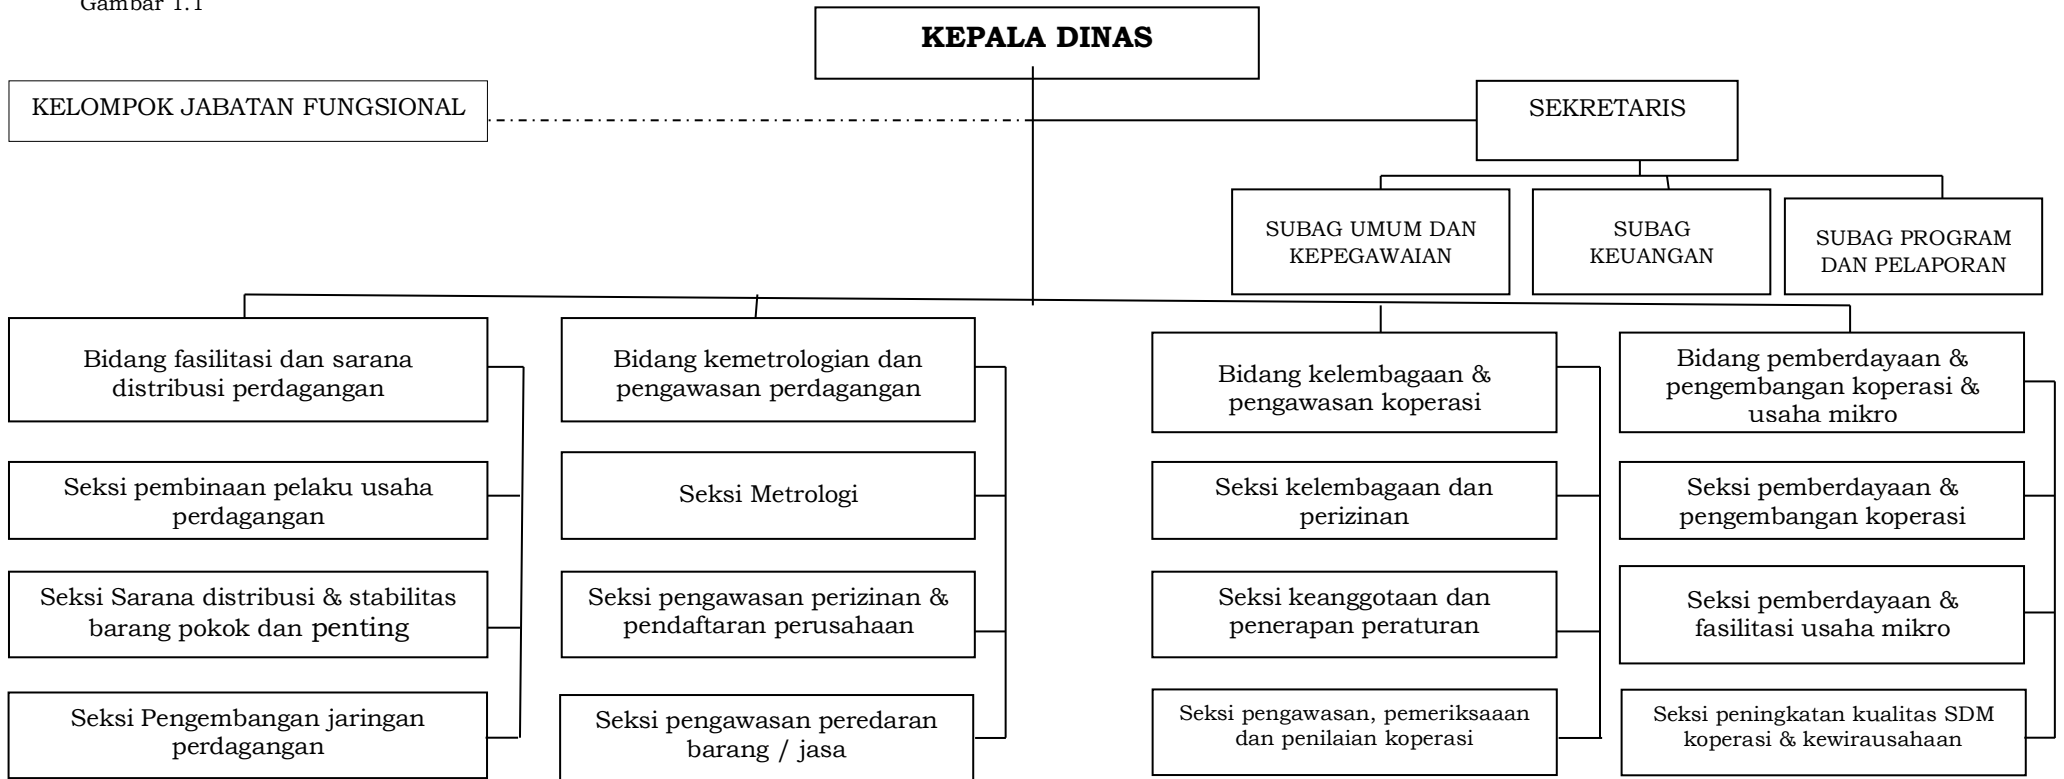 Gambar 1.1
KEPALA DINAS
KELOMPOK JABATAN FUNGSIONAL
SEKRETARIS
SUBAG UMUM DAN
KEPEGAWAIAN
SUBAG
KEUANGAN
SUBAG PROGRAM
DAN PELAPORAN
Bidang fasilitasi dan sarana
distribusi perdagangan
Seksi pembinaan pelaku usaha
perdagangan
Seksi Sarana distribusi & stabilitas
barang pokok dan penting
Seksi Pengembangan jaringan
perdagangan
Bidang kemetrologian dan
pengawasan perdagangan
Seksi Metrologi
Seksi pengawasan perizinan &
pendaftaran perusahaan
Seksi pengawasan peredaran
barang / jasa
Bidang kelembagaan &
pengawasan koperasi
Seksi kelembagaan dan
perizinan
Seksi keanggotaan dan
penerapan peraturan
Seksi pengawasan, pemeriksaaan
dan penilaian koperasi
Bidang pemberdayaan &
pengembangan koperasi &
usaha mikro
Seksi pemberdayaan &
pengembangan koperasi
Seksi pemberdayaan &
fasilitasi usaha mikro
Seksi peningkatan kualitas SDM
koperasi & kewirausahaan